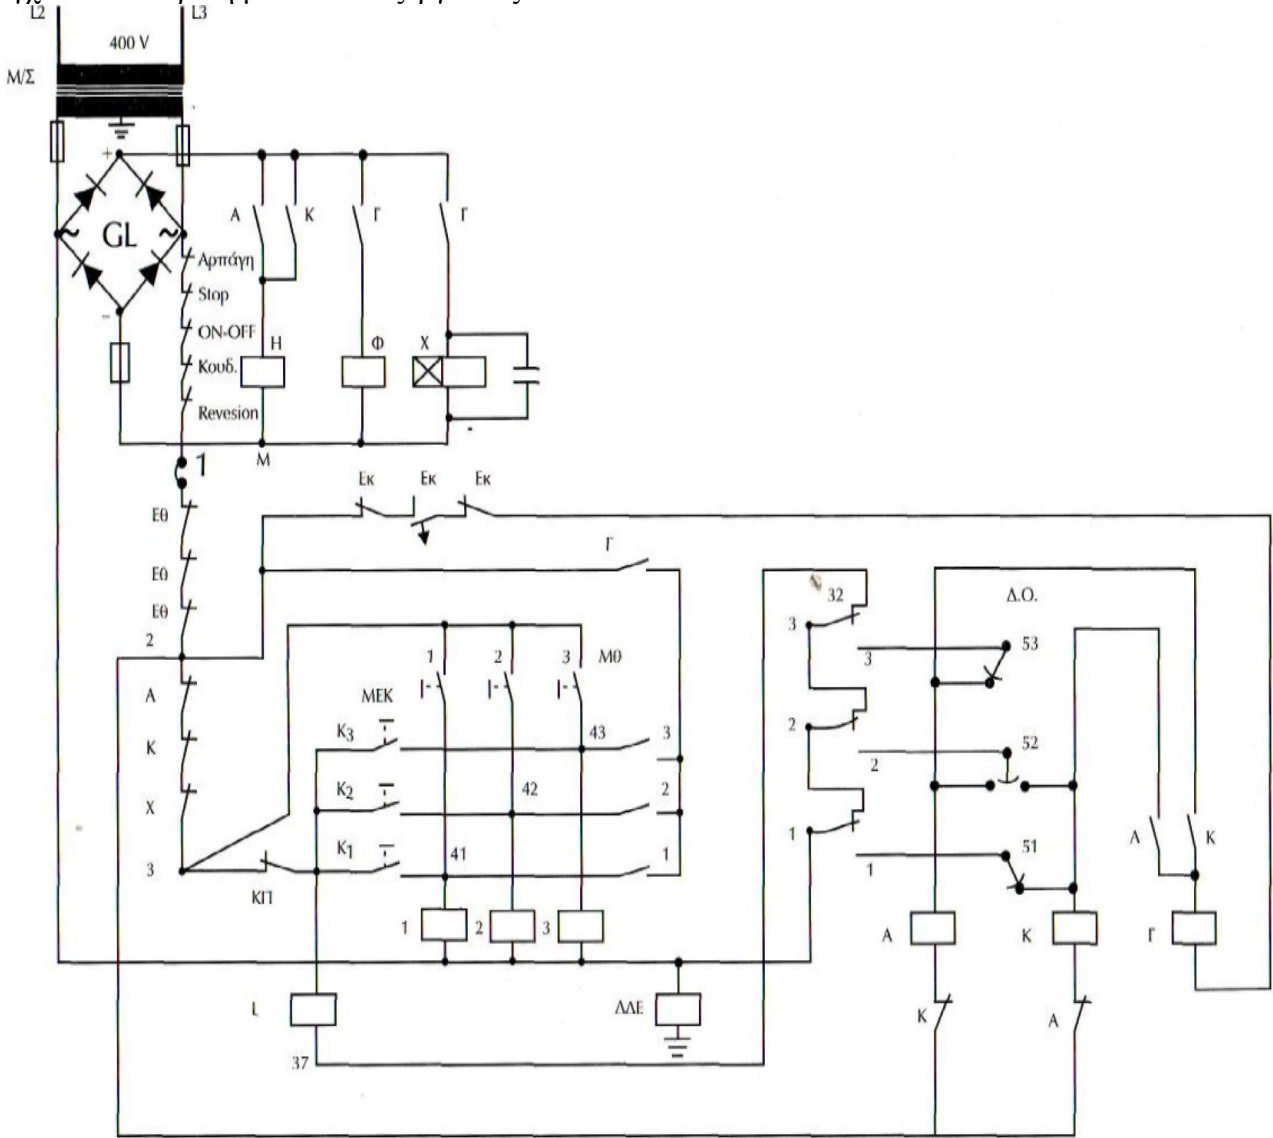 L2 L3
400 V
Μ/Σ
+
A K Γ Γ
GL
~ ~
Αρπάγη
Stop
-
ON-OFF
Κουδ.
Revesion
H Φ X
M
1
Εκ Εκ Εκ
Εθ
Εθ
Εθ
2
Γ
32
Δ.Ο.
3
53
3
1 2 3 Μθ
A
ΜΕΚ
K
K3 43 3
2
52
2
K2 42 2
X
1
51
1
K1 41 1
3
ΚΠ
A K
1 2 3
A K Γ
L
ΔΛΕ
K A
37